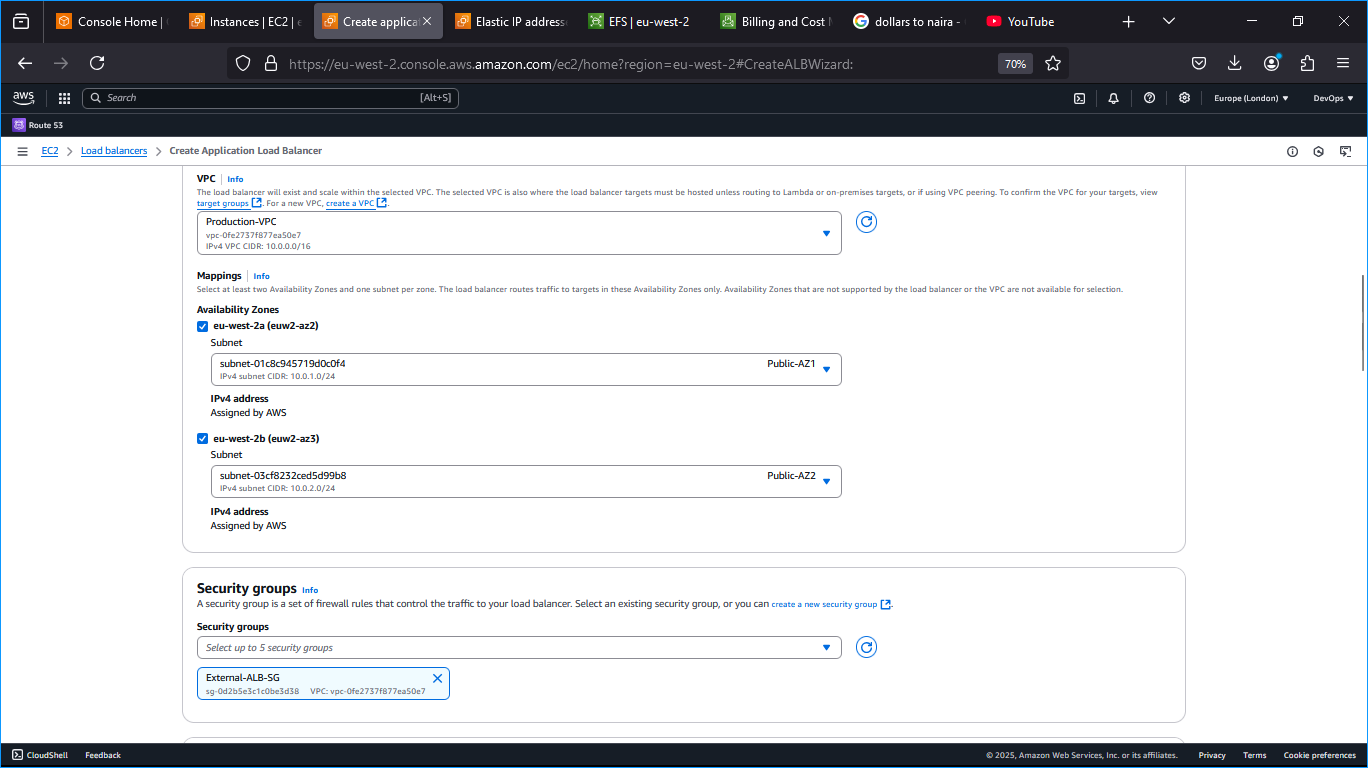 Console Home |
Instances | EC2 | e
Create applica
Elastic IP address
EFS | eu-west-2
Billing and Cost M
dollars to naira -
YouTube
https://eu-west-2.console.aws.amazon.com/ec2/home?region=eu-west-2#CreateALBWizard:
70%
aws
Search
[Alt+S]
Europe (London)
DevOps
Route 53
EC2
Load balancers
Create Application Load Balancer
VPC | Info
The load balancer will exist and scale within the selected VPC. The selected VPC is also where the load balancer targets must be hosted unless routing to Lambda or on-premises targets, or if using VPC peering. To confirm the VPC for your targets, view
target groups. For a new VPC, create a VPC.
Production-VPC
vpc-0fe2737f877ea50e7
IPv4 VPC CIDR: 10.0.0.0/16
Mappings | Info
Select at least two Availability Zones and one subnet per zone. The load balancer routes traffic to targets in these Availability Zones only. Availability Zones that are not supported by the load balancer or the VPC are not available for selection.
Availability Zones
eu-west-2a (euw2-az2)
Subnet
subnet-01c8c945719d0c0f4
Public-AZ1
IPv4 subnet CIDR: 10.0.1.0/24
IPv4 address
Assigned by AWS
eu-west-2b (euw2-az3)
Subnet
subnet-03cf8232ced5d99b8
Public-AZ2
IPv4 subnet CIDR: 10.0.2.0/24
IPv4 address
Assigned by AWS
Security groups Info
A security group is a set of firewall rules that control the traffic to your load balancer. Select an existing security group, or you can create a new security group.
Security groups
Select up to 5 security groups
External-ALB-SG
sg-0d2b5e3c1c0be3d38 VPC: vpc-0fe2737f877ea50e7
CloudShell
Feedback
© 2025, Amazon Web Services, Inc. or its affiliates.
Privacy
Terms
Cookie preferences